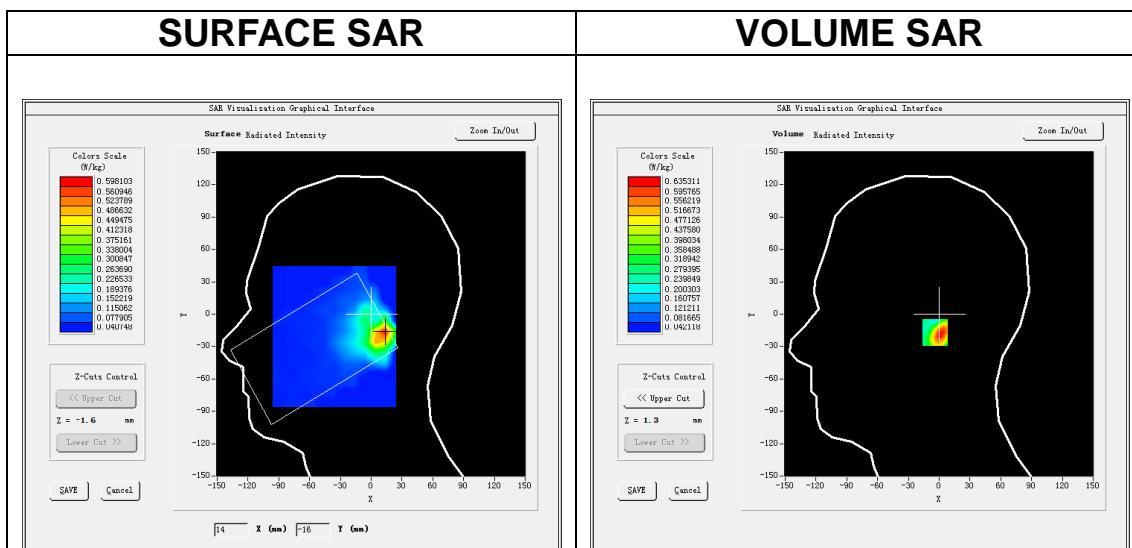 SURFACE SAR
VOLUME SAR
SAR Visualisation Graphical Interface
Surface Radiated Intensity
Zoom In/Out
Colors Scale
(W/kg)
0.598103
0.560946
0.523789
0.486632
0.449475
0.412318
0.375161
0.338004
0.300847
0.263690
0.226533
0.189376
0.152219
0.115062
0.077905
0.040748
150
120
90
60
30
0
-30
-60
-90
-120
-150
Y
-150 -120 -90 -60 -30 0 30 60 90 120 150
X
Z-Cuts Control
<< Upper Cut
Z = -1.6 mm
Lower Cut >>
SAVE
Cancel
14 X (mm) -16 Y (mm)
SAR Visualisation Graphical Interface
Volume Radiated Intensity
Zoom In/Out
Colors Scale
(W/kg)
0.635311
0.595765
0.556219
0.516673
0.477126
0.437580
0.398034
0.358488
0.318942
0.279395
0.239849
0.200303
0.160757
0.121211
0.081665
0.042118
150
120
90
60
30
0
-30
-60
-90
-120
-150
Y
-150 -120 -90 -60 -30 0 30 60 90 120 150
X
Z-Cuts Control
<< Upper Cut
Z = 1.3 mm
Lower Cut >>
SAVE
Cancel